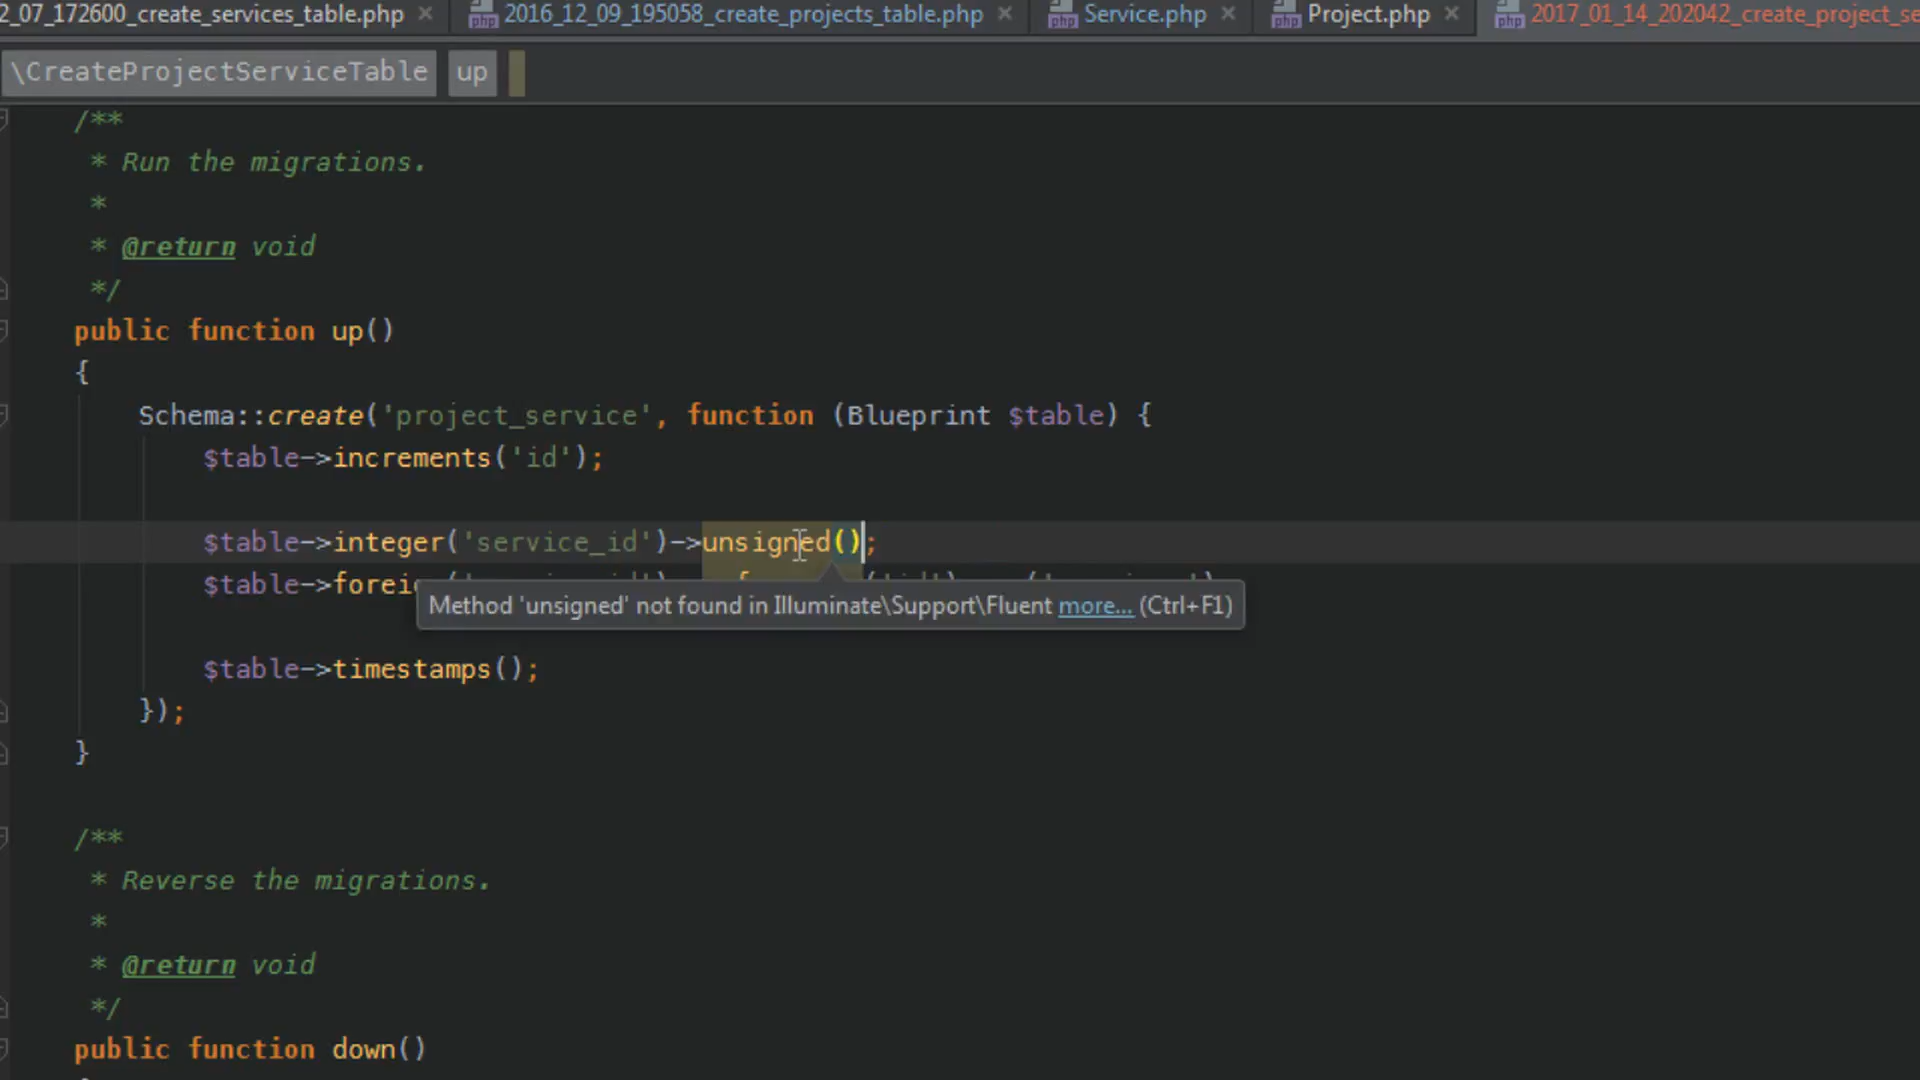 2_07_172600_create_services_table.php 2016_12_09_195058_create_projects_table.php Service.php Project.php 2017_01_14_202042_create_project_se
\CreateProjectServiceTable up
/**
* Run the migrations.
*
* @return void
*/
public function up()
{
Schema::create('project_service', function (Blueprint $table) {
$table->increments('id');
$table->integer('service_id')->unsigned();
$table->forei
Method 'unsigned' not found in Illuminate\Support\Fluent more... (Ctrl+F1)
$table->timestamps();
});
}
/**
* Reverse the migrations.
*
* @return void
*/
public function down()